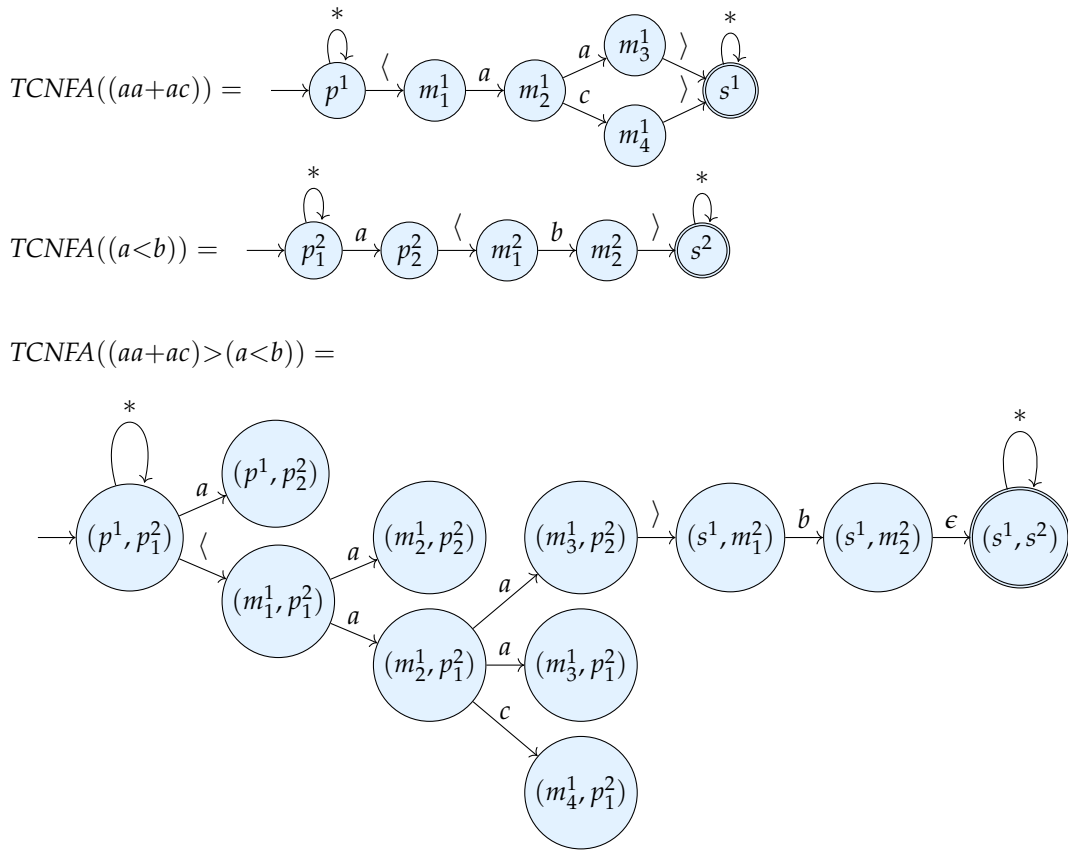 *
*
TCNFA((aa+ac)) = p¹ ⟨ m¹₁ a m¹₂ a m¹₃ ⟩ s¹
c m¹₄ ⟩
*
*
TCNFA((a<b)) = p²₁ a p²₂ ⟨ m²₁ b m²₂ ⟩ s²
TCNFA((aa+ac)>(a<b)) =
*
*
a (p¹, p²₂)
(p¹, p²₁) ⟨ a (m¹₂, p²₂) a (m¹₃, p²₂) ⟩ (s¹, m²₁) b (s¹, m²₂) ϵ (s¹, s²)
(m¹₁, p²₁) a (m¹₂, p²₁) a (m¹₃, p²₁)
c (m¹₄, p²₁)